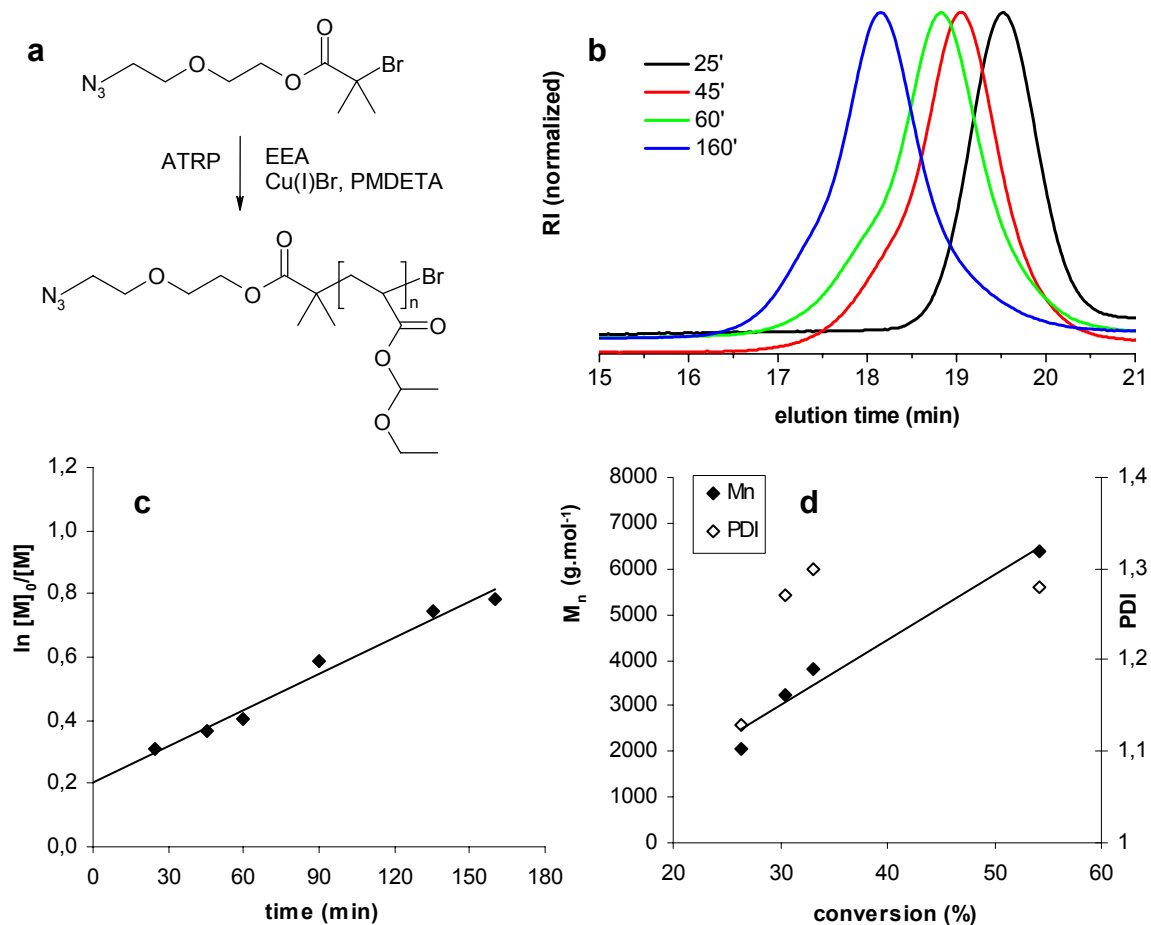 a
O
O
O
Br
N3
ATRP
EEA
Cu(I)Br, PMDETA
O
O
O
Br
N3
n
O
O
O
b
25'
45'
60'
160'
RI (normalized)
15 16 17 18 19 20 21
elution time (min)
c
ln [M]0/[M]
1,2
1,0
0,8
0,6
0,4
0,2
0,0
0 30 60 90 120 150 180
time (min)
d
Mn
PDI
Mn (g.mol-1)
8000
7000
6000
5000
4000
3000
2000
1000
0
20 30 40 50 60
conversion (%)
1,4
1,3
1,2
1,1
1
PDI